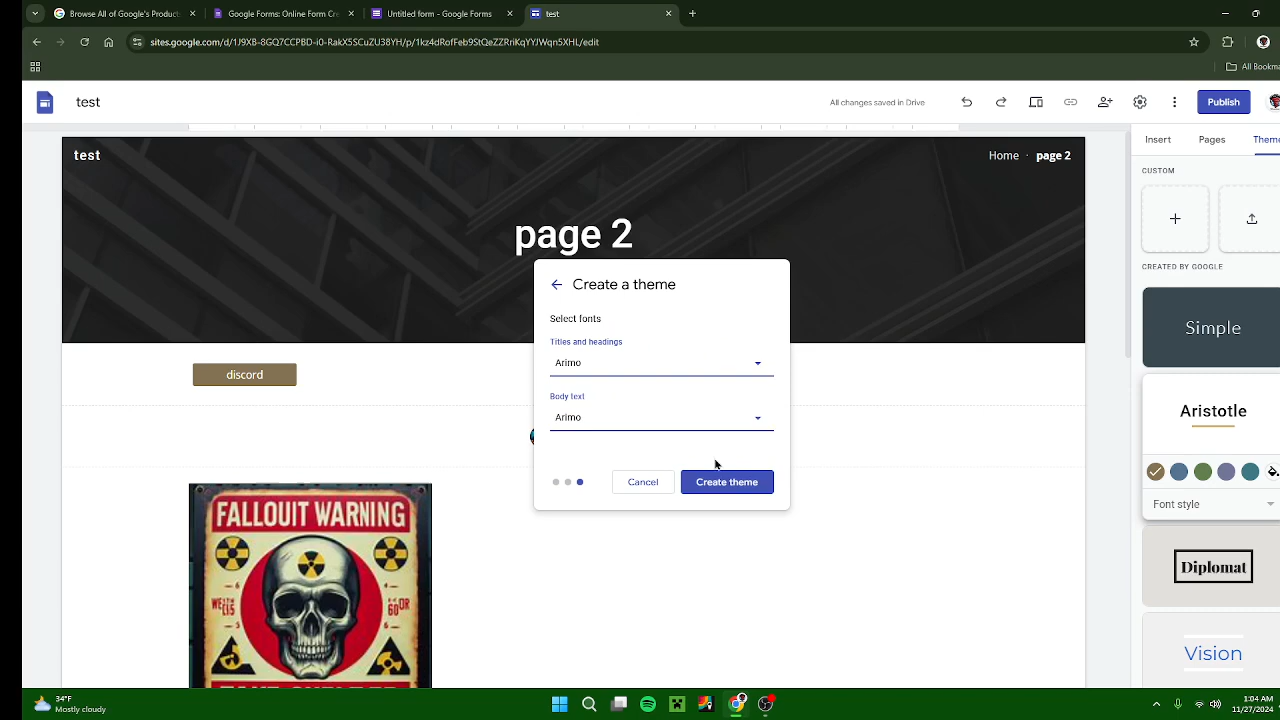 Browse All of Google's Product
Google Forms: Online Form Cre
Untitled form - Google Forms
test
sites.google.com/d/1J9XB-8GQ7CCPBD-i0-RakX5SCuZU38YH/p/1kz4dRofFeb9StQeZZrRiKqYYJWqn5XHL/edit
All Bookma
test
All changes saved in Drive
Publish
test
Home · page 2
Insert
Pages
Theme
page 2
CUSTOM
CREATED BY GOOGLE
Simple
Aristotle
Font style
Diplomat
Vision
Create a theme
Select fonts
Titles and headings
Arimo
Body text
Arimo
Cancel
Create theme
discord
FALLOUIT WARNING
34°F
Mostly cloudy
1:04 AM
11/27/2024